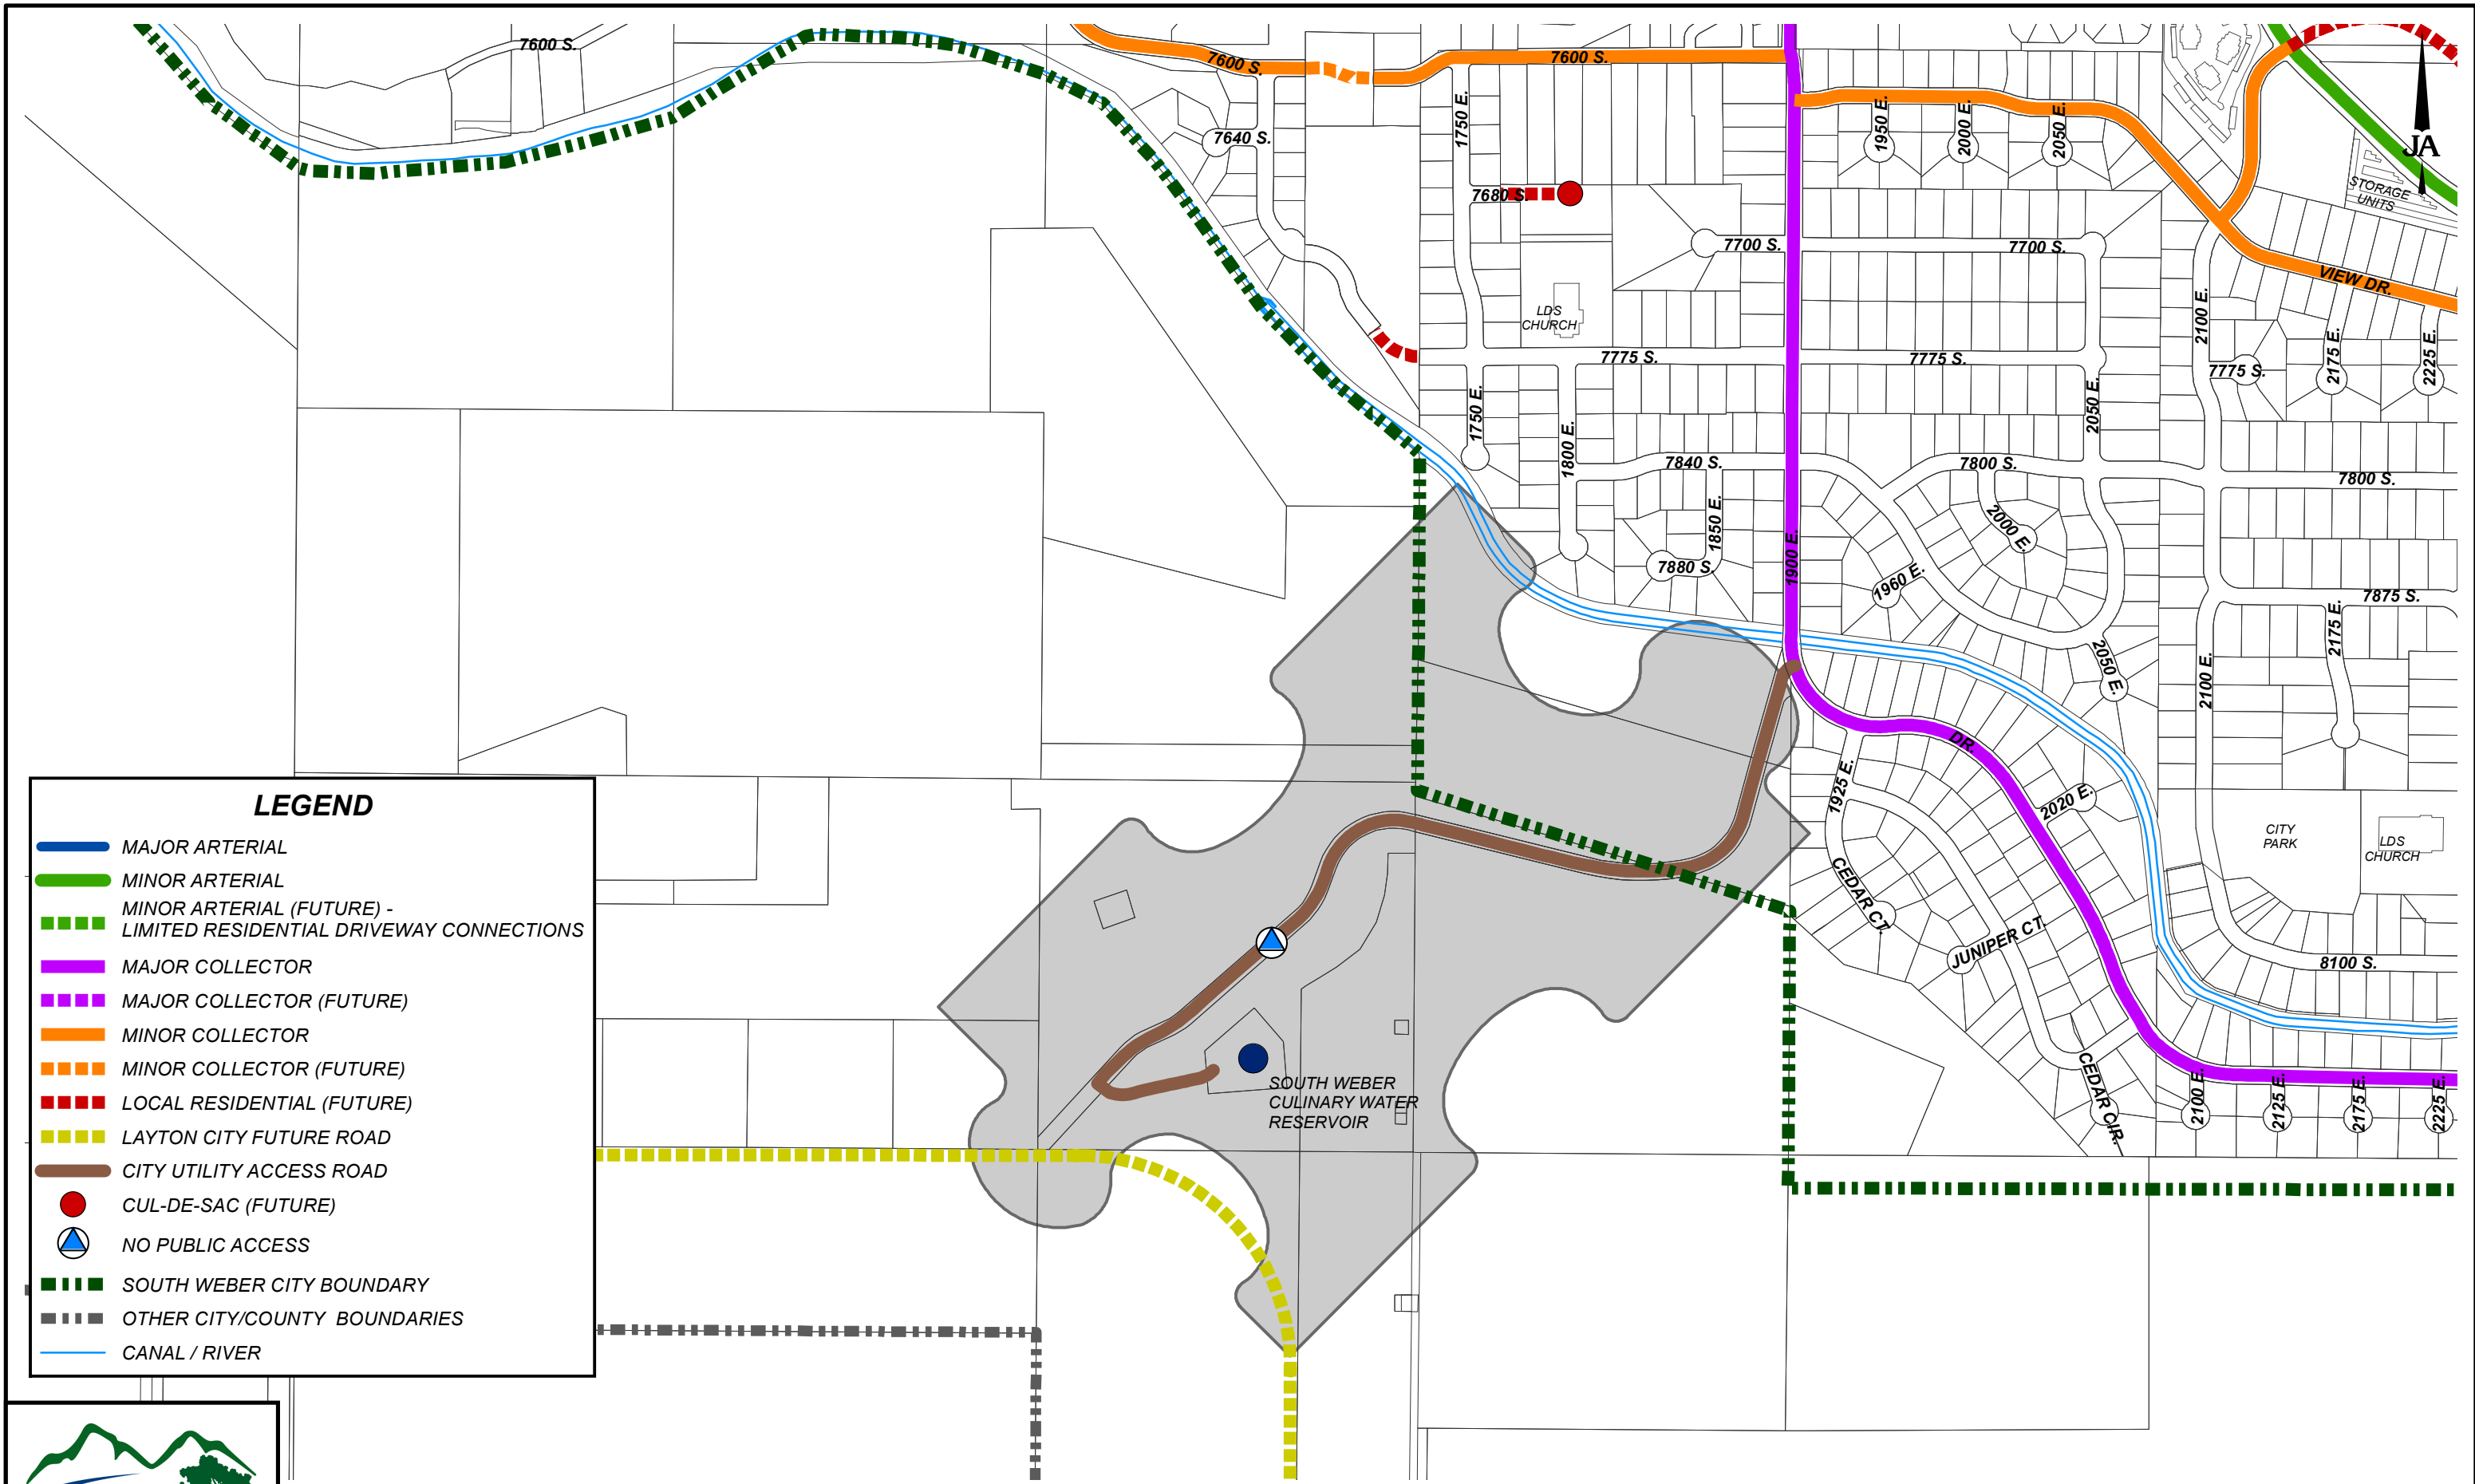 7600 S.
7600 S.
7600 S.
1750 E.
1950 E.
2000 E.
2050 E.
JA
7640 S.
STORAGE
UNITS
7680 S.
7700 S.
7700 S.
VIEW DR.
2100 E.
LDS
CHURCH
7775 S.
7775 S.
7775 S.
2175 E.
2225 E.
1750 E.
2050 E.
1800 E.
7840 S.
7800 S.
7800 S.
1850 E.
2000 E.
1900 E.
7880 S.
1960 E.
7875 S.
2175 E.
2050 E.
2100 E.
DR.
1925 E.
2020 E.
CITY
PARK
LDS
CHURCH
CEDAR CT.
JUNIPER CT.
8100 S.
SOUTH WEBER
CULINARY WATER
RESERVOIR
CEDAR CIR.
2100 E.
2125 E.
2175 E.
2225 E.
LEGEND
MAJOR ARTERIAL
MINOR ARTERIAL
MINOR ARTERIAL (FUTURE) -
LIMITED RESIDENTIAL DRIVEWAY CONNECTIONS
MAJOR COLLECTOR
MAJOR COLLECTOR (FUTURE)
MINOR COLLECTOR
MINOR COLLECTOR (FUTURE)
LOCAL RESIDENTIAL (FUTURE)
LAYTON CITY FUTURE ROAD
CITY UTILITY ACCESS ROAD
CUL-DE-SAC (FUTURE)
NO PUBLIC ACCESS
SOUTH WEBER CITY BOUNDARY
OTHER CITY/COUNTY BOUNDARIES
CANAL / RIVER